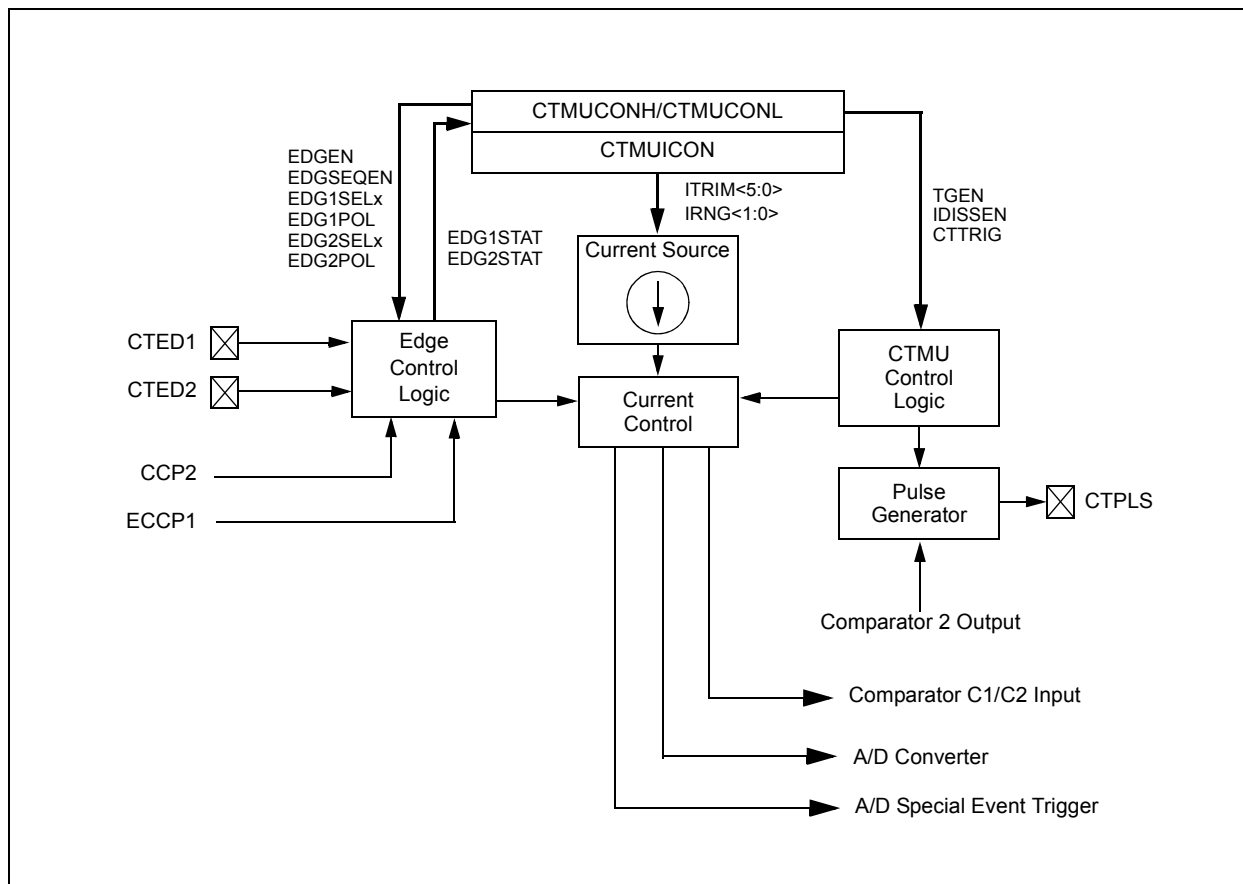 CTMUCONH/CTMUCONL
CTMUICON
EDGEN
EDGSEQEN
EDG1SELx
EDG1POL
EDG2SELx
EDG2POL
EDG1STAT
EDG2STAT
ITRIM<5:0>
IRNG<1:0>
TGEN
IDISSEN
CTTRIG
Current Source
CTED1
CTED2
Edge
Control
Logic
Current
Control
CTMU
Control
Logic
CCP2
ECCP1
Pulse
Generator
CTPLS
Comparator 2 Output
Comparator C1/C2 Input
A/D Converter
A/D Special Event Trigger